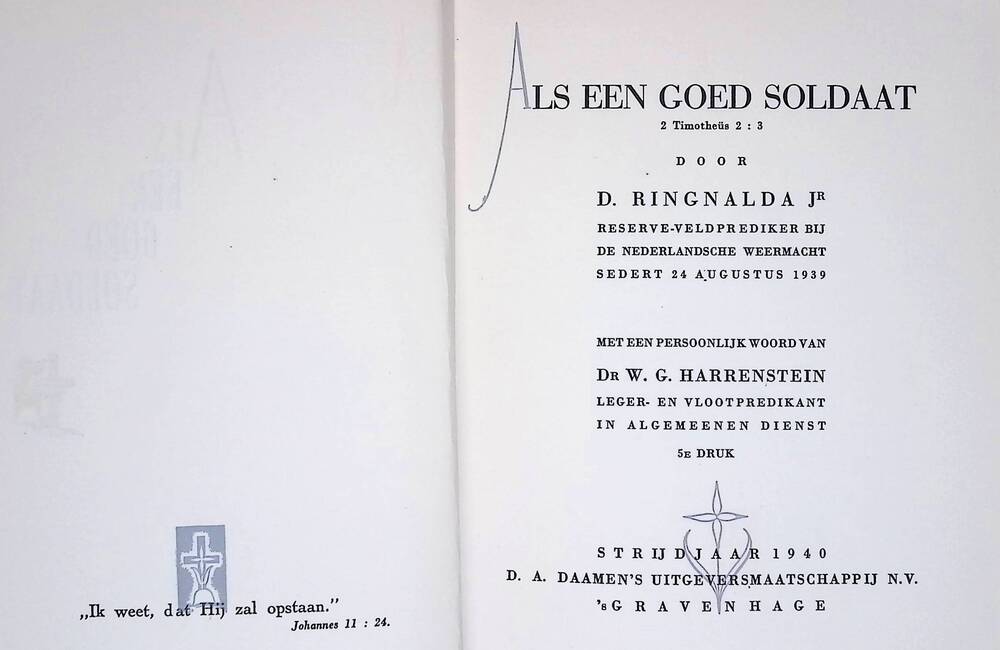 „Ik weet, dat Hij zal opstaan.”
Johannes 11 : 24.
ALS EEN GOED SOLDAAT
2 Timotheüs 2 : 3
DOOR
D. RINGNALDA JR
RESERVE-VELDPREDIKER BIJ
DE NEDERLANDSCHE WEERMACHT
SEDERT 24 AUGUSTUS 1939
MET EEN PERSOONLIJK WOORD VAN
DR W. G. HARRENSTEIN
LEGER- EN VLOOTPREDIKANT
IN ALGEMEENEN DIENST
5E DRUK
STRIJDJAAR 1940
D. A. DAAMEN'S UITGEVERSMAATSCHAPPIJ N.V.
'sGRAVENHAGE